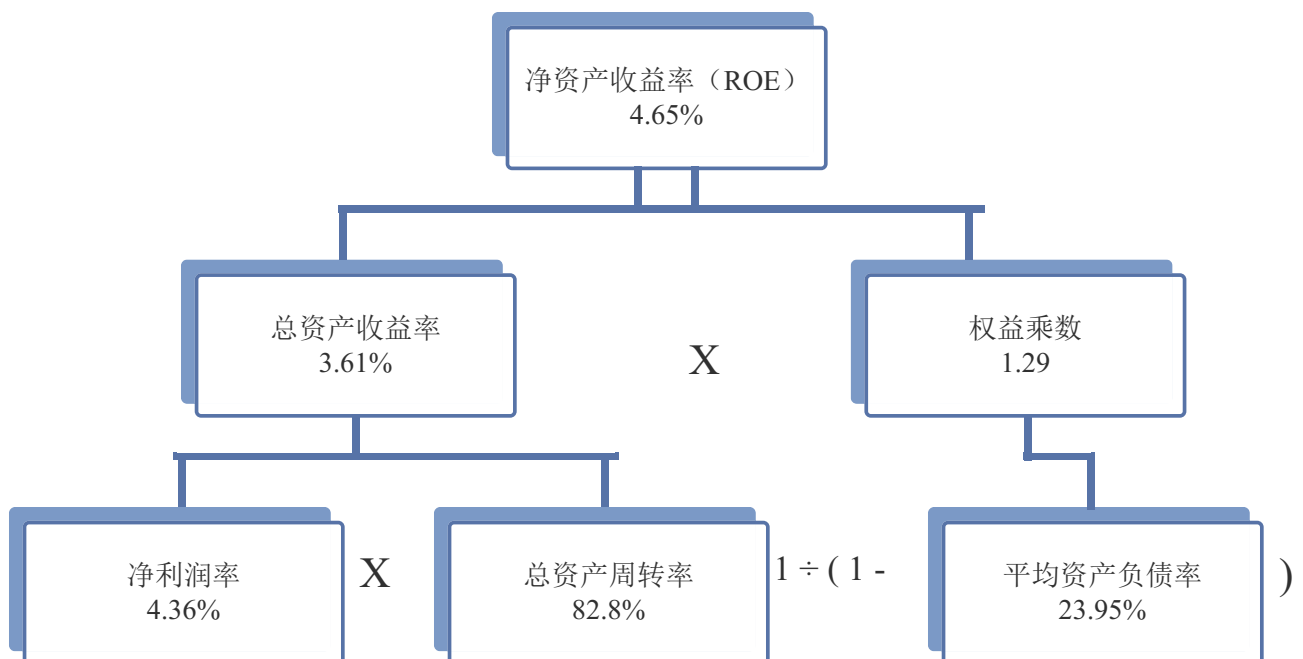 净资产收益率（ROE）
4.65%
总资产收益率
3.61%
X
权益乘数
1.29
净利润率
4.36%
X
总资产周转率
82.8%
1 ÷ ( 1 -
平均资产负债率
23.95%
)